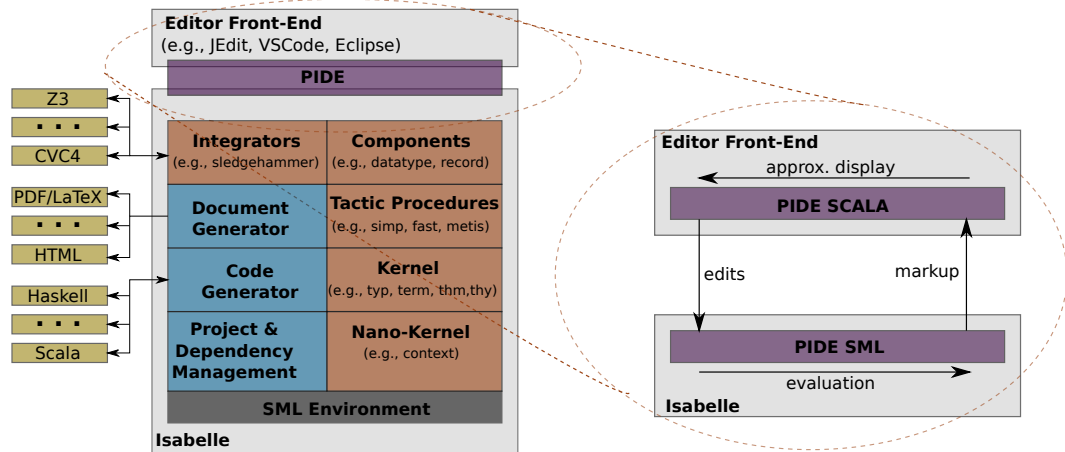 Editor Front-End
(e.g., JEdit, VSCode, Eclipse)
PIDE
Z3
▪ ▪ ▪
CVC4
PDF/LaTeX
▪ ▪ ▪
HTML
Haskell
▪ ▪ ▪
Scala
Integrators
(e.g., sledgehammer)
Components
(e.g., datatype, record)
Document
Generator
Tactic Procedures
(e.g., simp, fast, metis)
Code
Generator
Kernel
(e.g., typ, term, thm,thy)
Project &
Dependency
Management
Nano-Kernel
(e.g., context)
SML Environment
Isabelle
Editor Front-End
approx. display
PIDE SCALA
edits
markup
PIDE SML
evaluation
Isabelle